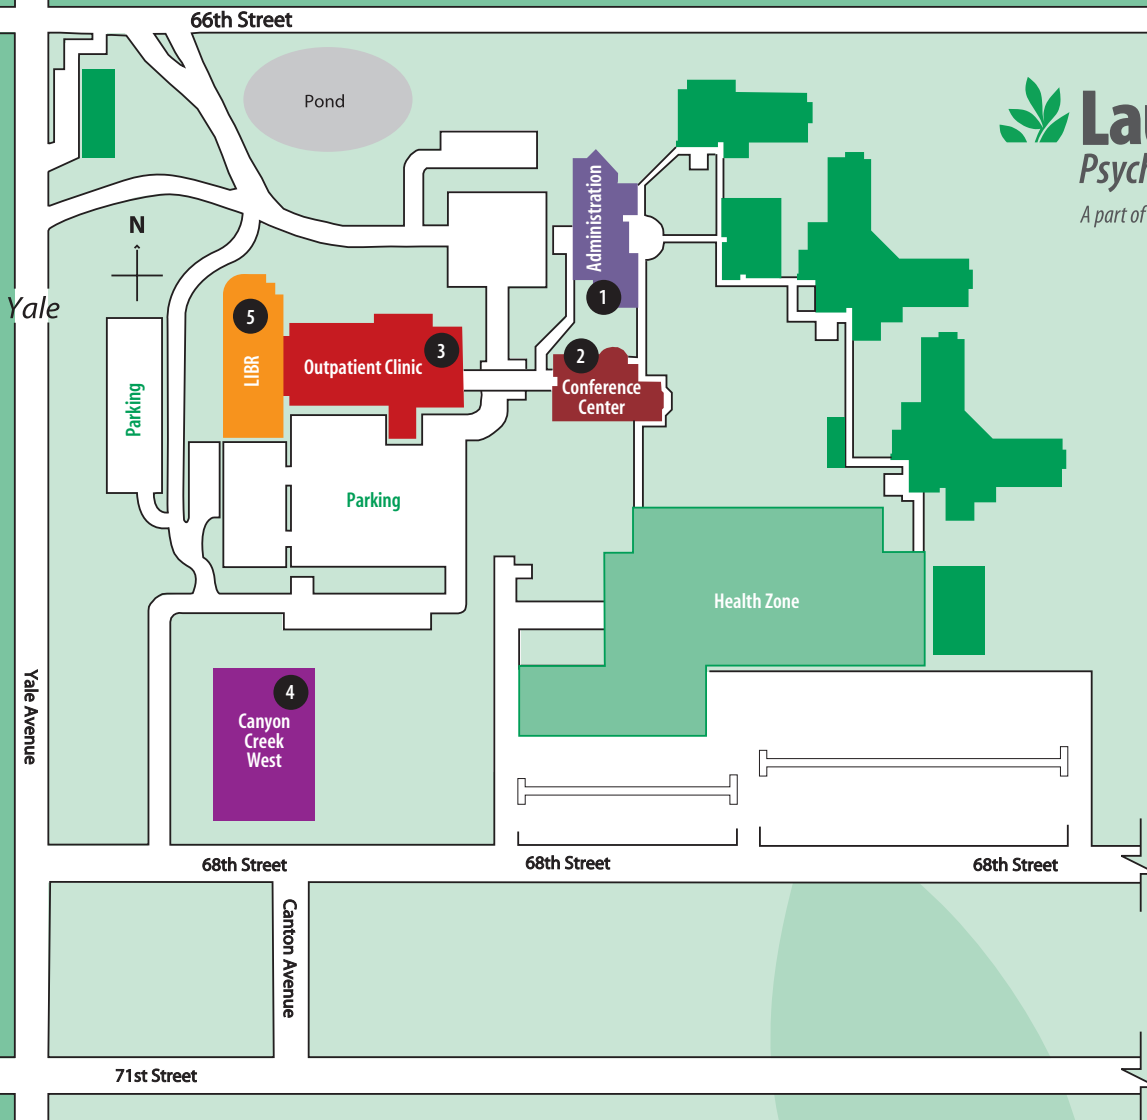 66th Street
Pond
La
Psych
A part of
Administration
N
Yale
1
5
LIBR
Outpatient Clinic
3
2
Conference
Center
Parking
Parking
Health Zone
Yale Avenue
4
Canyon
Creek
West
68th Street
68th Street
68th Street
Canton Avenue
71st Street